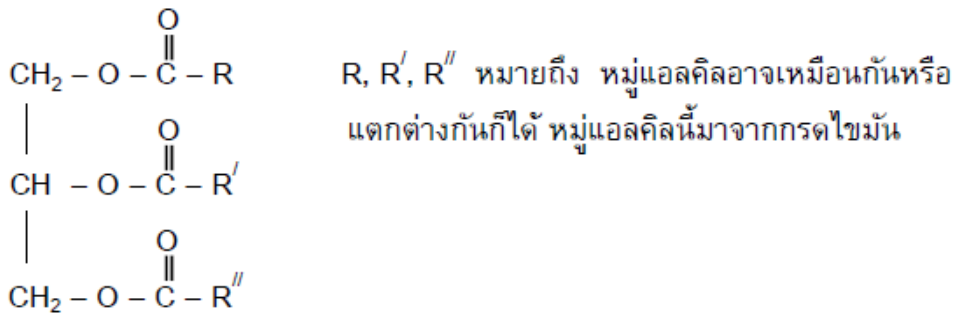 O
CH₂ – O – C – R R, R′, R″ หมายถึง หมู่แอลคิลอาจเหมือนกันหรือ
O แตกต่างกันก็ได้ หมู่แอลคิลนี้มาจากกรดไขมัน
CH – O – C – R′
O
CH₂ – O – C – R″